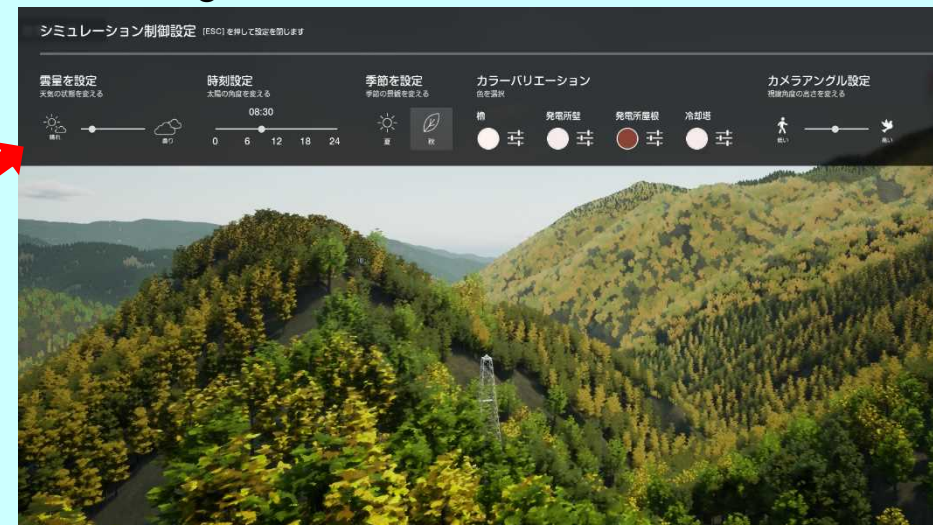 シミュレーション制御設定 [ESC] を押して設定を閉じます
雲量を設定
天気の状態を変える
晴れ
曇り
時刻設定
太陽の角度を変える
08:30
0 6 12 18 24
季節を設定
季節の景観を変える
夏
秋
カラーバリエーション
色を選択
櫓
発電所壁
発電所屋根
冷却塔
カメラアングル設定
視線角度の高さを変える
低い
高い